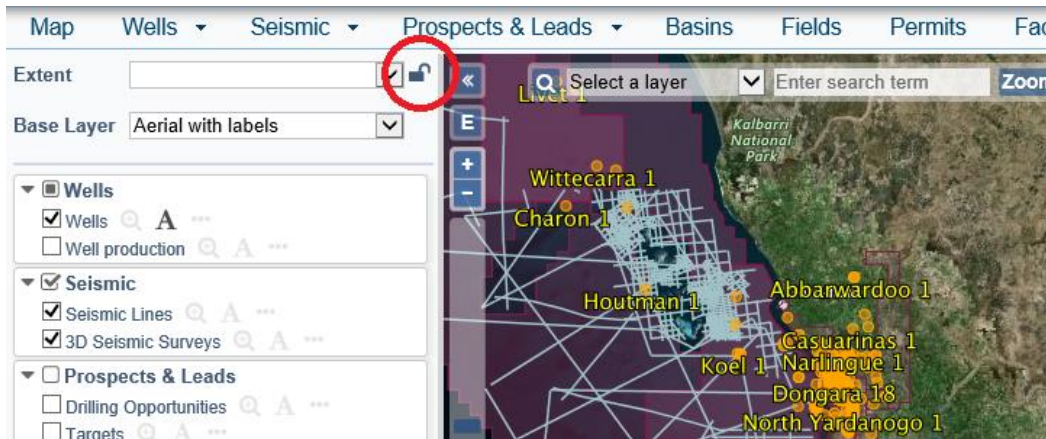 Map Wells Seismic Prospects & Leads Basins Fields Permits
Extent
Base Layer Aerial with labels
Wells
Wells A ...
Well production A ...
Seismic
Seismic Lines A ...
3D Seismic Surveys A ...
Prospects & Leads
Drilling Opportunities A ...
Targets A ...
«
Select a layer Enter search term Zoom
E
+
-
Kalbarri
National
Park
Wittecarra 1
Charon 1
Houtman 1
Abbarwardoo 1
Casuarinas 1
Koel 1 Narlingue 1
Dongara 18
North Yardanogo 1